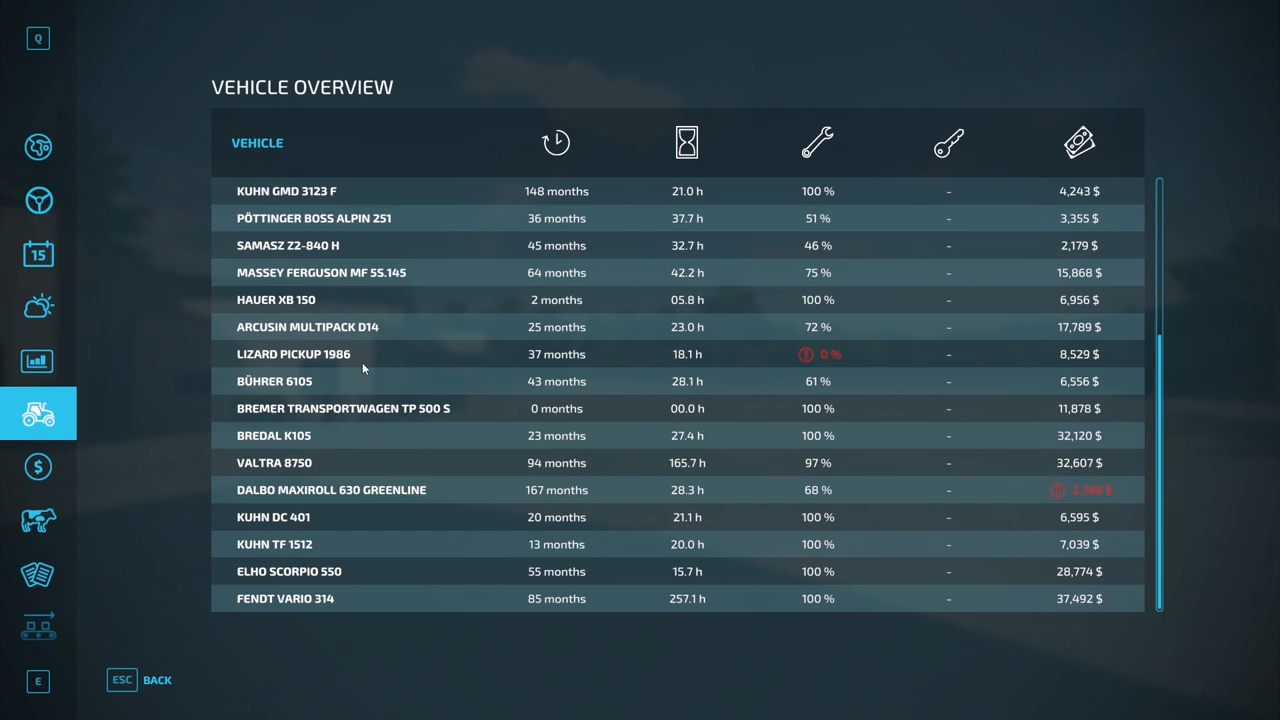 Q
VEHICLE OVERVIEW
VEHICLE
15
KUHN GMD 3123 F 148 months 21.0 h 100 % - 4,243 $
PÖTTINGER BOSS ALPIN 251 36 months 37.7 h 51 % - 3,355 $
SAMASZ Z2-840 H 45 months 32.7 h 46 % - 2,179 $
MASSEY FERGUSON MF 5S.145 64 months 42.2 h 75 % - 15,868 $
HAUER XB 150 2 months 05.8 h 100 % - 6,956 $
ARCUSIN MULTIPACK D14 25 months 23.0 h 72 % - 17,789 $
LIZARD PICKUP 1986 37 months 18.1 h 0 % - 8,529 $
BÜHRER 6105 43 months 28.1 h 61 % - 6,556 $
BREMER TRANSPORTWAGEN TP 500 S 0 months 00.0 h 100 % - 11,878 $
BREDAL K105 23 months 27.4 h 100 % - 32,120 $
VALTRA 8750 94 months 165.7 h 97 % - 32,607 $
DALBO MAXIROLL 630 GREENLINE 167 months 28.3 h 68 % - $
KUHN DC 401 20 months 21.1 h 100 % - 6,595 $
KUHN TF 1512 13 months 20.0 h 100 % - 7,039 $
ELHO SCORPIO 550 55 months 15.7 h 100 % - 28,774 $
FENDT VARIO 314 85 months 257.1 h 100 % - 37,492 $
E
ESC BACK